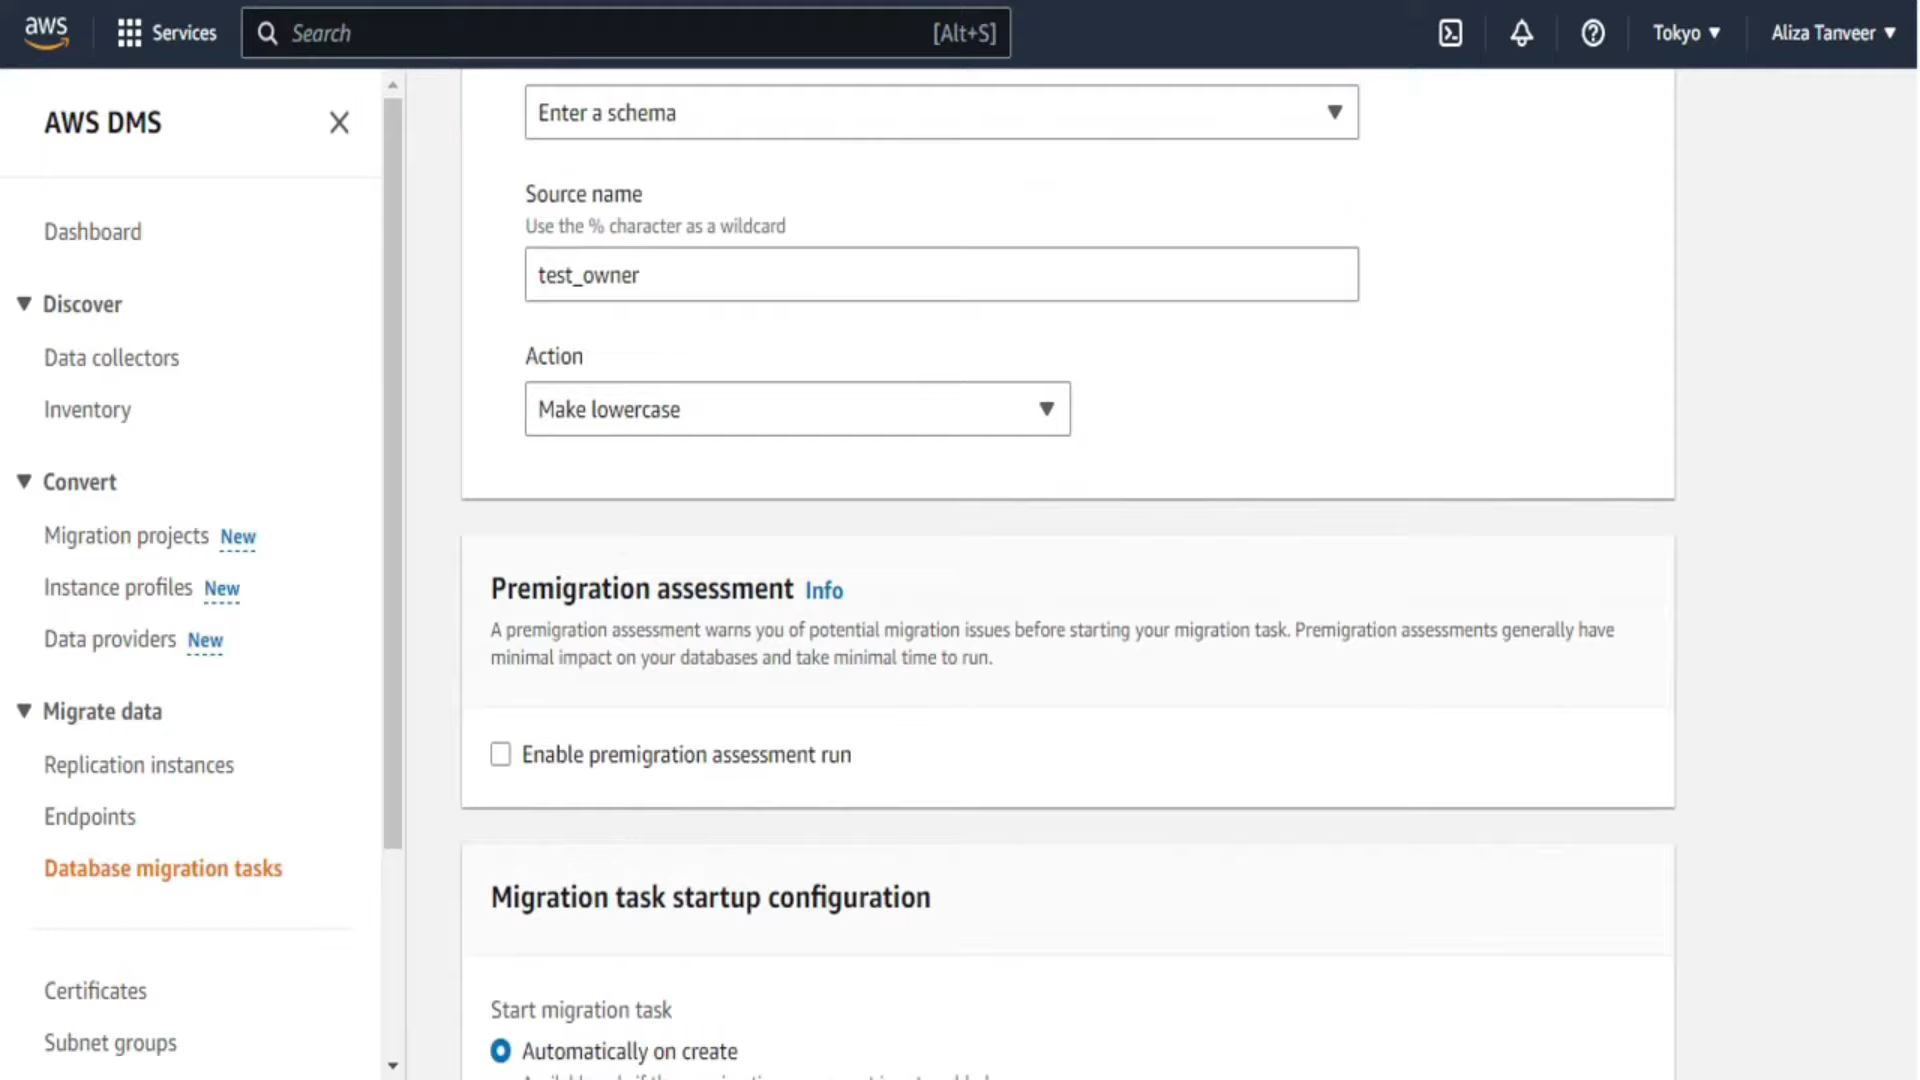 aws
Services
Search
[Alt+S]
Tokyo ▼
Aliza Tanveer ▼
AWS DMS
Dashboard
Discover
Data collectors
Inventory
Convert
Migration projects New
Instance profiles New
Data providers New
Migrate data
Replication instances
Endpoints
Database migration tasks
Certificates
Subnet groups
Enter a schema
Source name
Use the % character as a wildcard
test_owner
Action
Make lowercase
Premigration assessment Info
A premigration assessment warns you of potential migration issues before starting your migration task. Premigration assessments generally have
minimal impact on your databases and take minimal time to run.
Enable premigration assessment run
Migration task startup configuration
Start migration task
Automatically on create